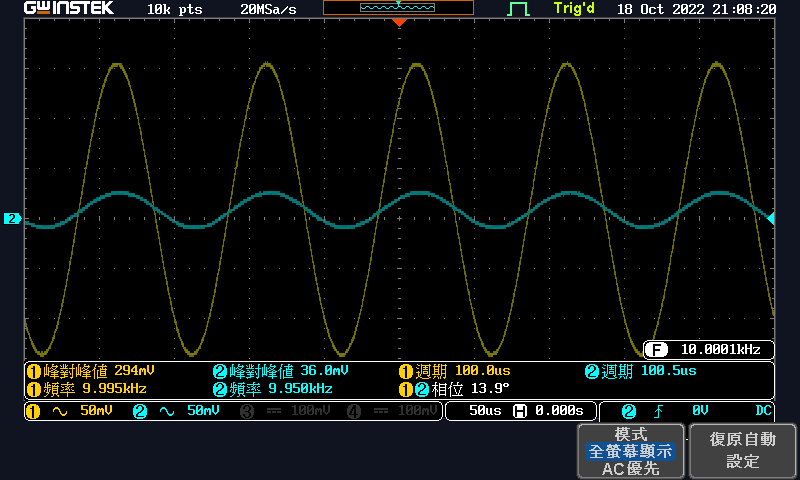 GWINSTEK 10k pts 20MSa/s Trig'd 18 Oct 2022 21:08:20
2
F 10.0001kHz
1 峰對峰值 294mV 2 峰對峰值 36.0mV 1 週期 100.0us 2 週期 100.5us
1 頻率 9.995kHz 2 頻率 9.950kHz 1 2 相位 13.9°
1 50mV 2 50mV 3 100mV 4 100mV 50us H 0.000s 2 0V DC
模式
全螢幕顯示
AC優先
復原自動
設定